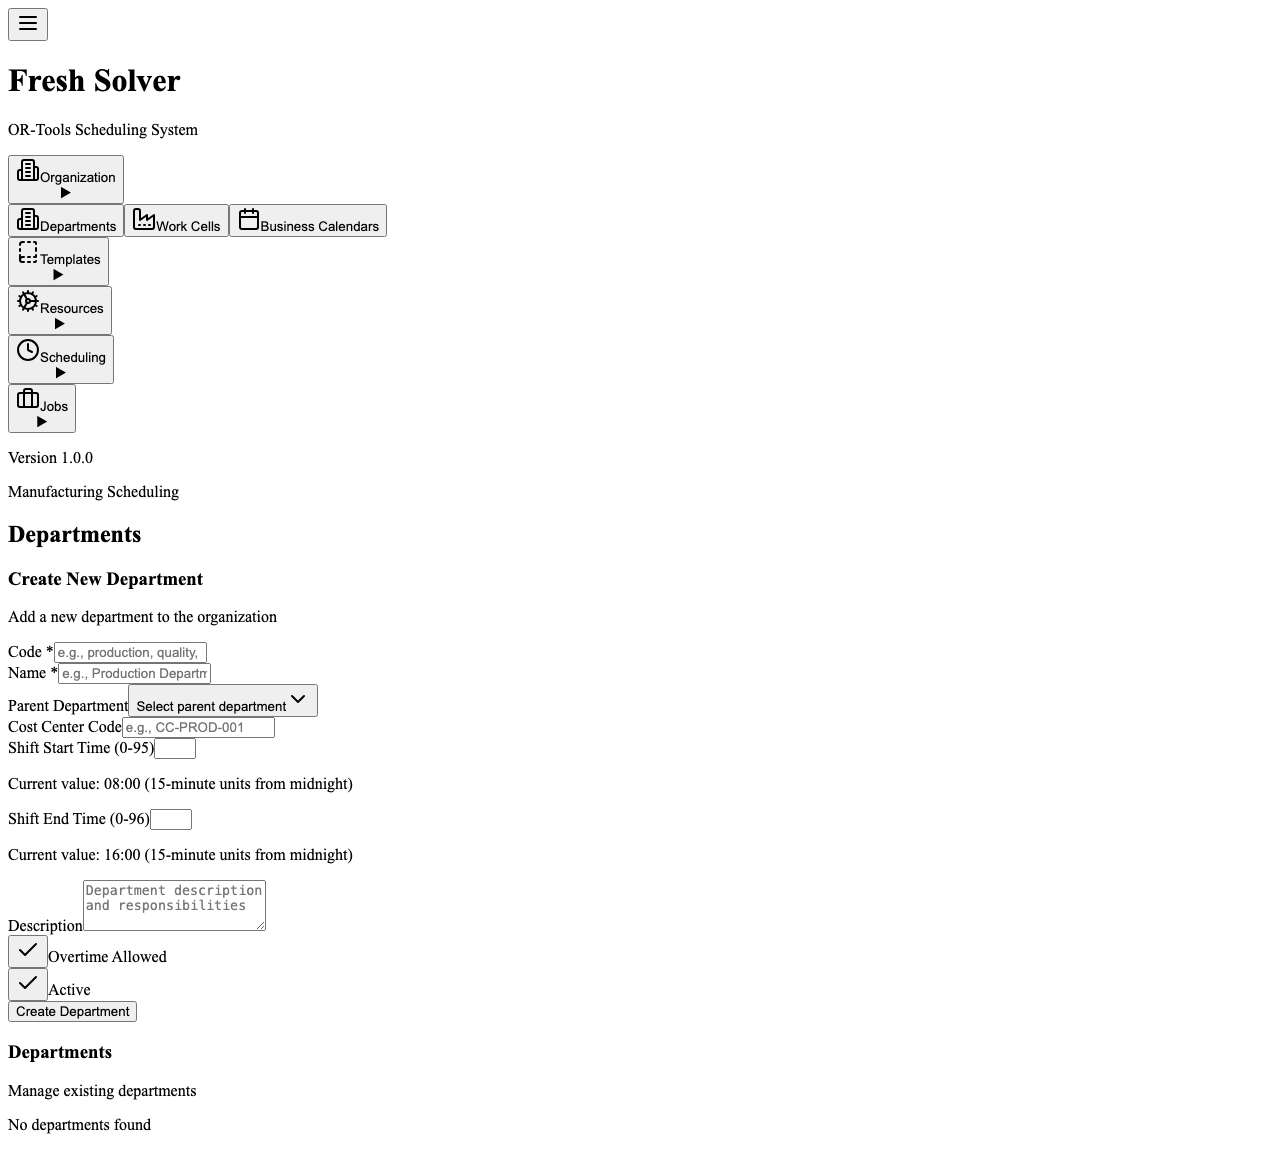 Fresh Solver
OR-Tools Scheduling System
Organization
▶
Departments Work Cells Business Calendars
Templates
▶
Resources
▶
Scheduling
▶
Jobs
▶
Version 1.0.0
Manufacturing Scheduling
Departments
Create New Department
Add a new department to the organization
Code * e.g., production, quality,
Name * e.g., Production Departm
Parent Department Select parent department
Cost Center Code e.g., CC-PROD-001
Shift Start Time (0-95)
Current value: 08:00 (15-minute units from midnight)
Shift End Time (0-96)
Current value: 16:00 (15-minute units from midnight)
Department description
and responsibilities
Description
Overtime Allowed
Active
Create Department
Departments
Manage existing departments
No departments found